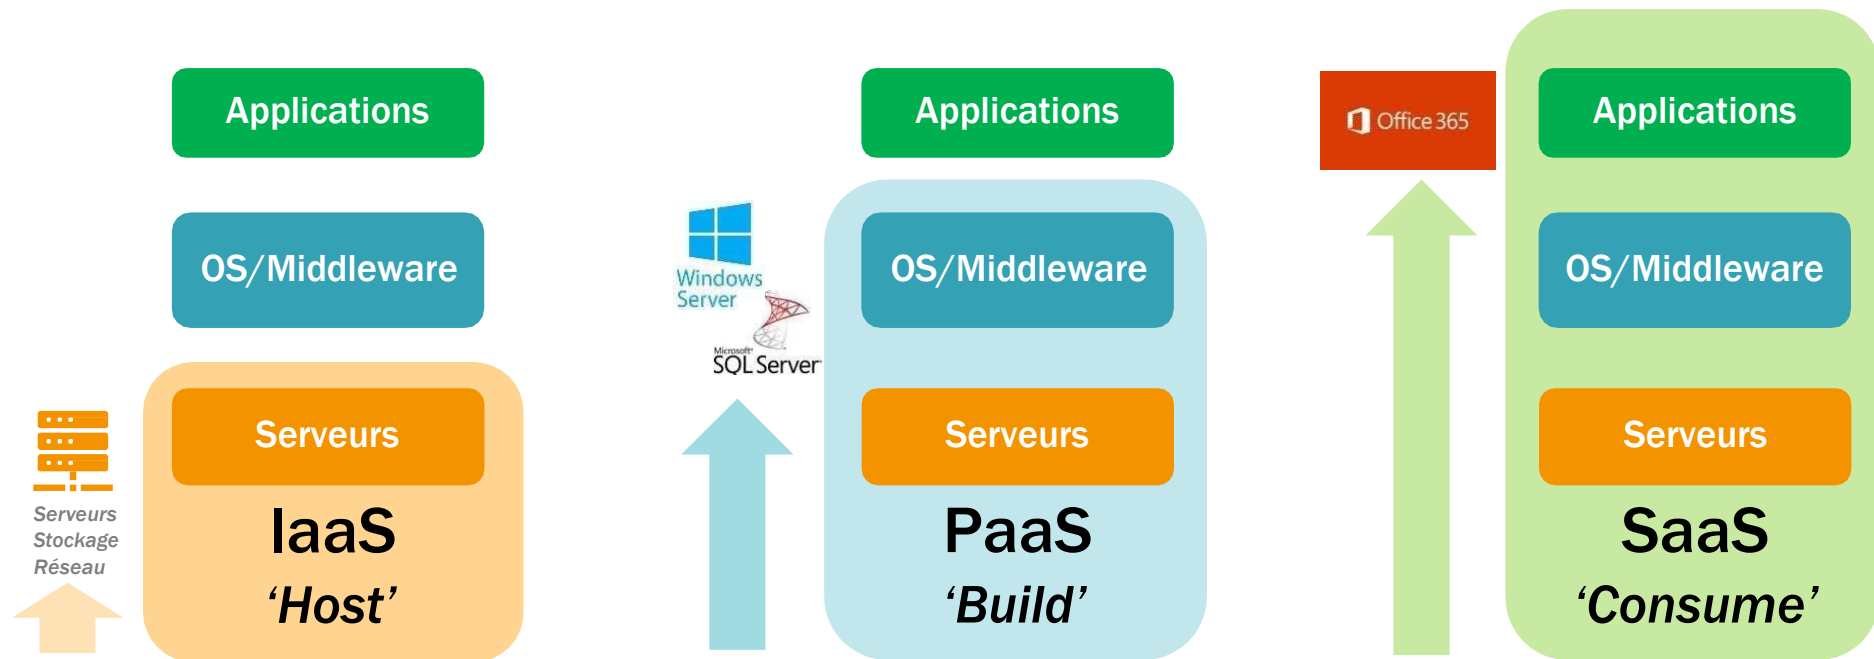 Applications
OS/Middleware
Serveurs
Serveurs
Stockage
Réseau
IaaS
‘Host’
Applications
Windows
Server
Microsoft®
SQL Server®
OS/Middleware
Serveurs
PaaS
‘Build’
Office 365
Applications
OS/Middleware
Serveurs
SaaS
‘Consume’